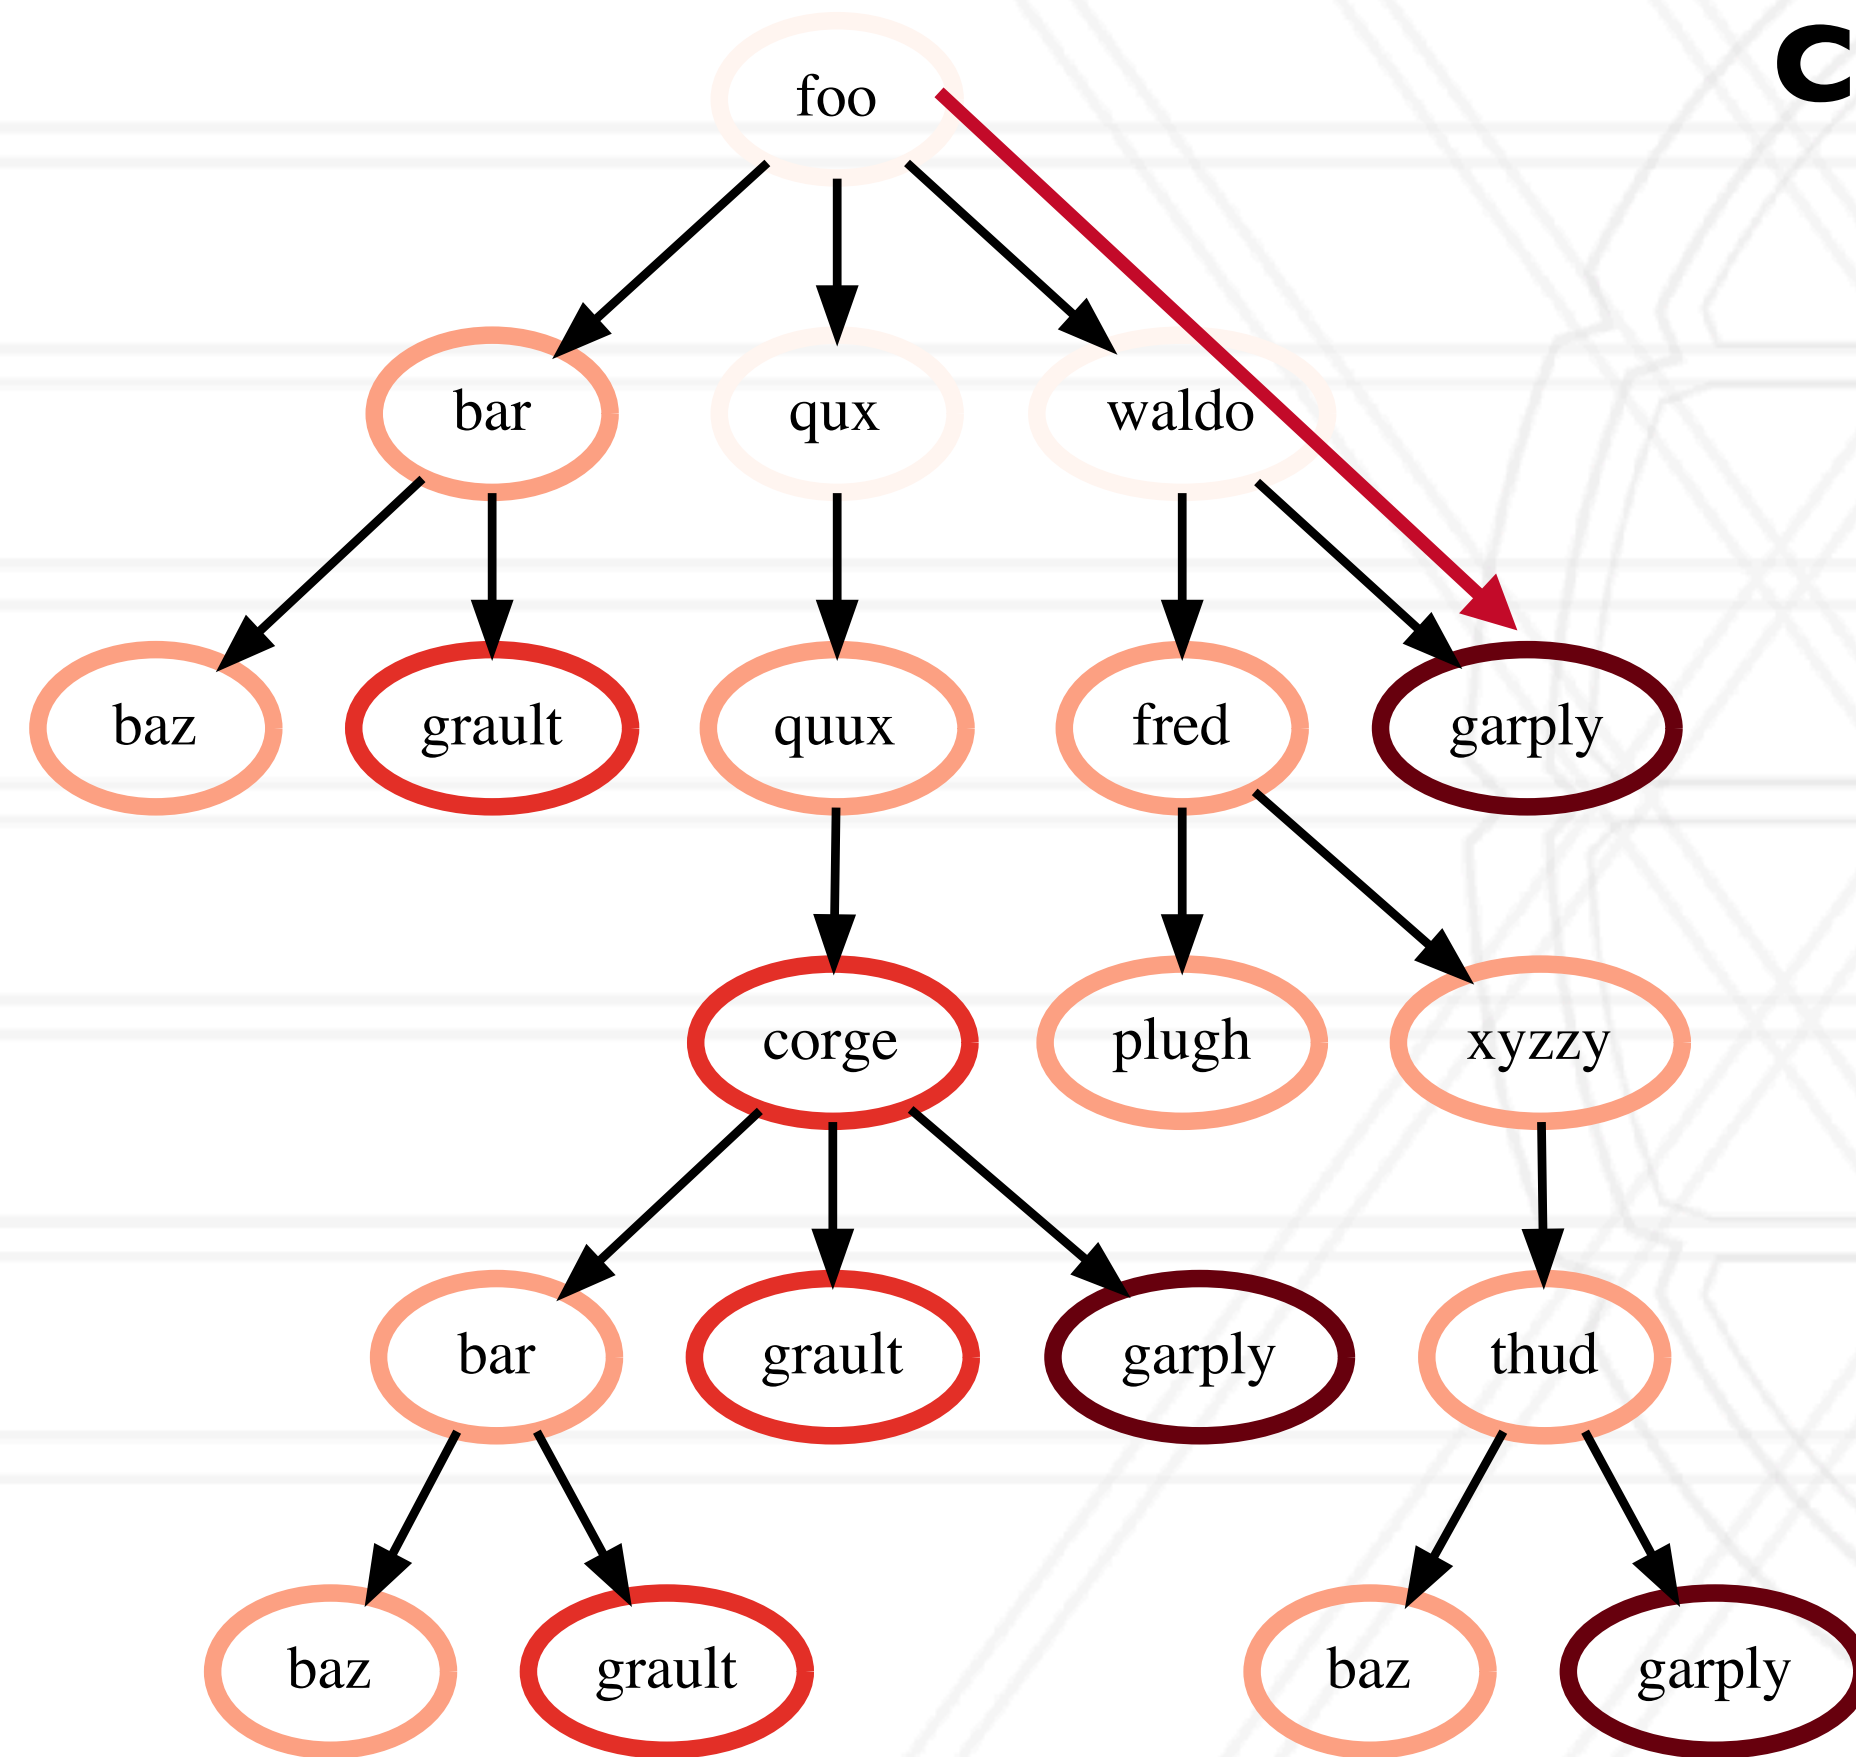 foo
c
bar qux waldo
baz grault quux fred garply
corge plugh xyzzy
bar grault garply thud
baz grault baz garply